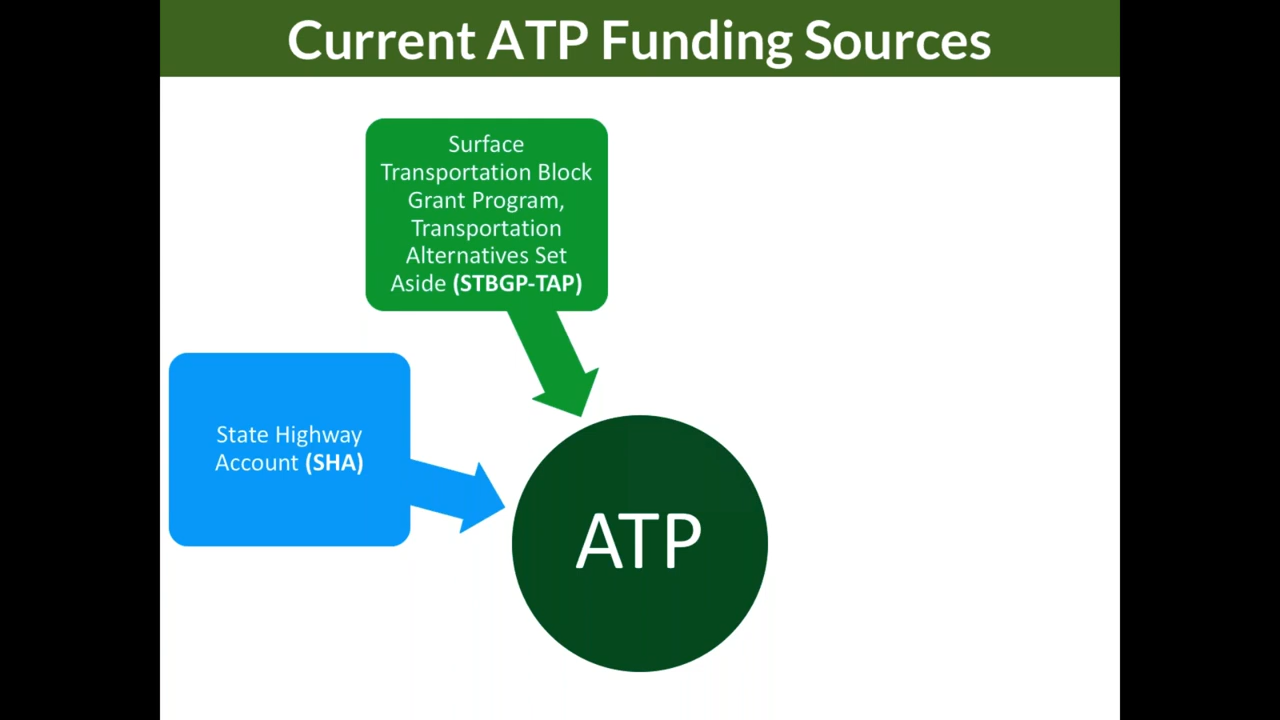 Current ATP Funding Sources
Surface
Transportation Block
Grant Program,
Transportation
Alternatives Set
Aside (STBGP-TAP)
State Highway
Account (SHA)
ATP